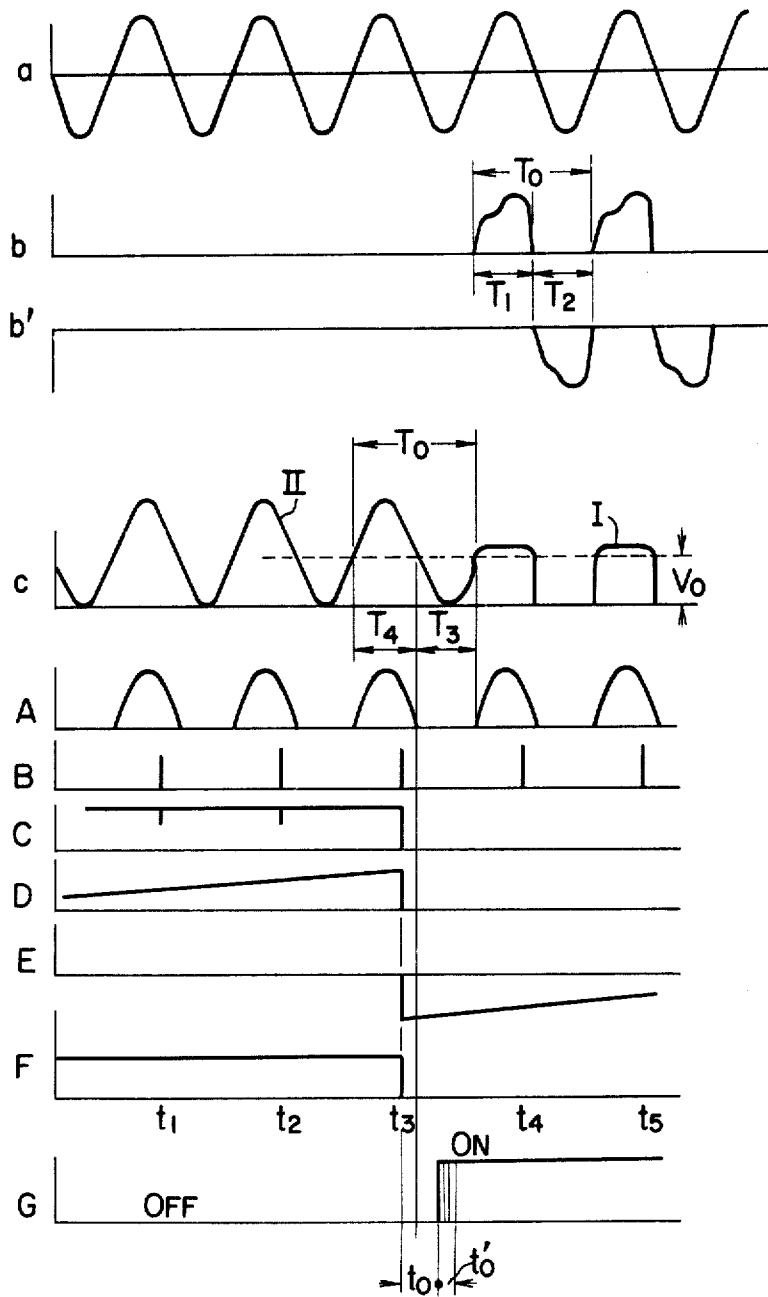 a
T₀
b
T₁ T₂
b'
T₀
II
I
c
V₀
T₄ T₃
A
B
C
D
E
F
t₁ t₂ t₃ t₄ t₅
ON
G
OFF
t₀ t₀'